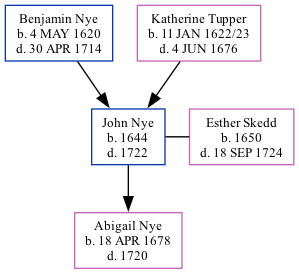 Benjamin Nye
b. 4 MAY 1620
d. 30 APR 1714
Katherine Tupper
b. 11 JAN 1622/23
d. 4 JUN 1676
John Nye
b. 1644
d. 1722
Esther Skedd
b. 1650
d. 18 SEP 1724
Abigail Nye
b. 18 APR 1678
d. 1720